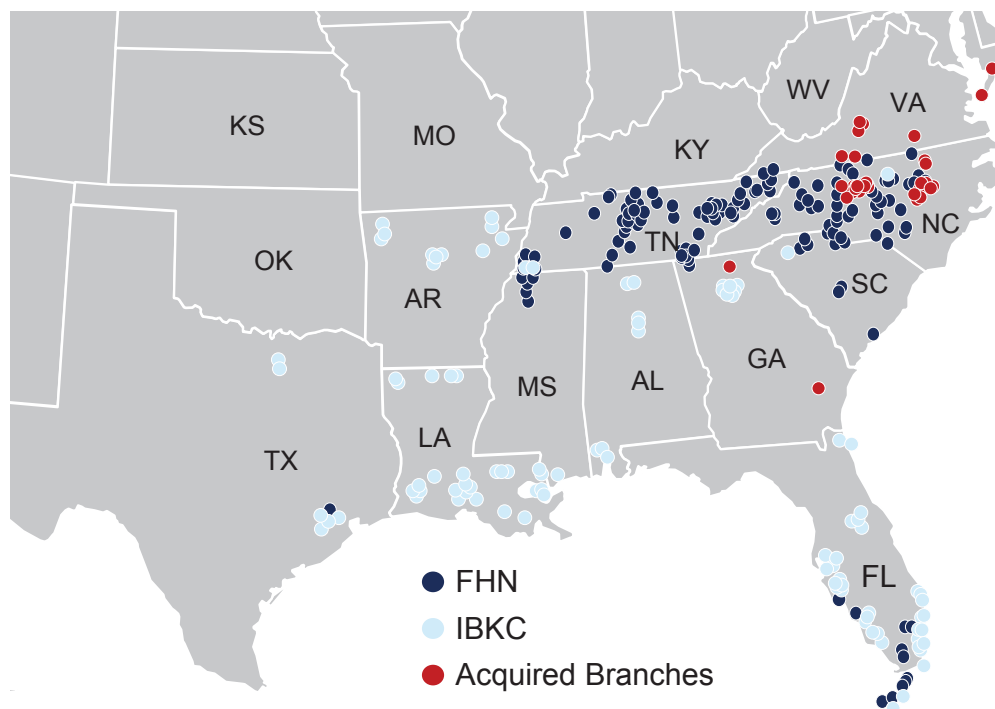 WV
VA
KS
MO
KY
NC
TN
OK
AR
SC
MS
AL
GA
LA
TX
FL
FHN
IBKC
Acquired Branches